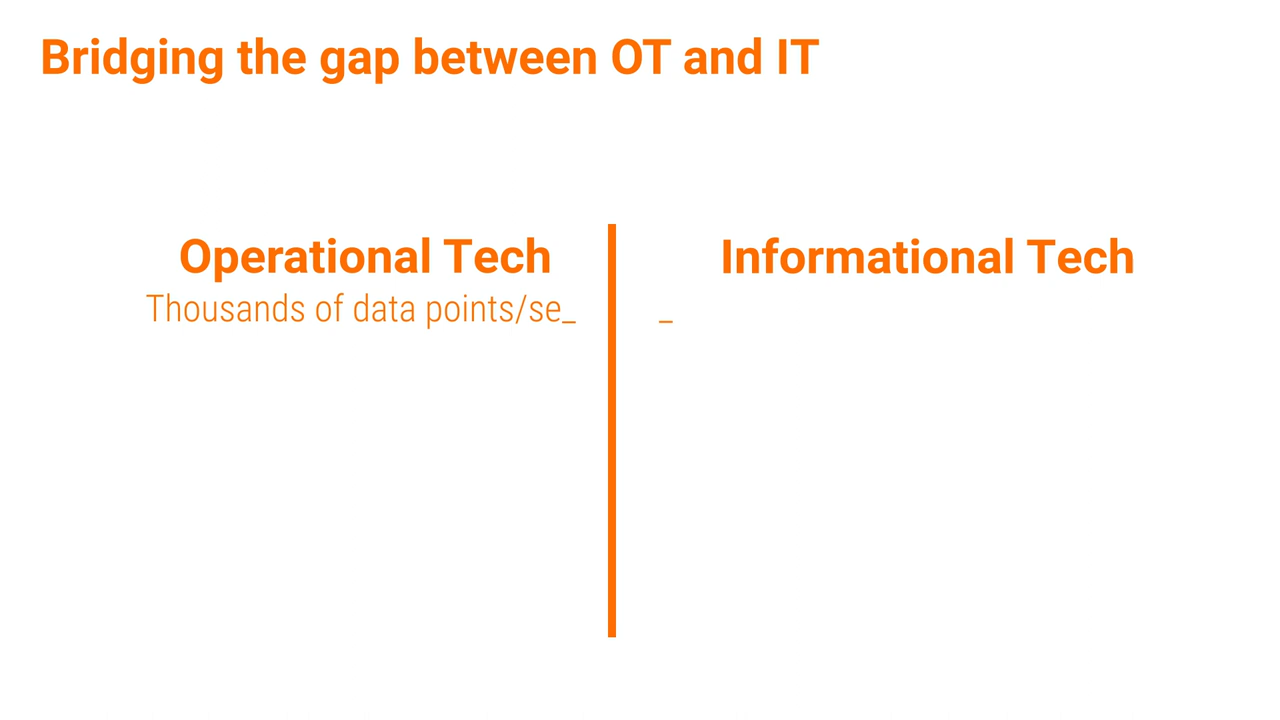 Bridging the gap between OT and IT
Operational Tech
Thousands of data points/se_
Informational Tech
_